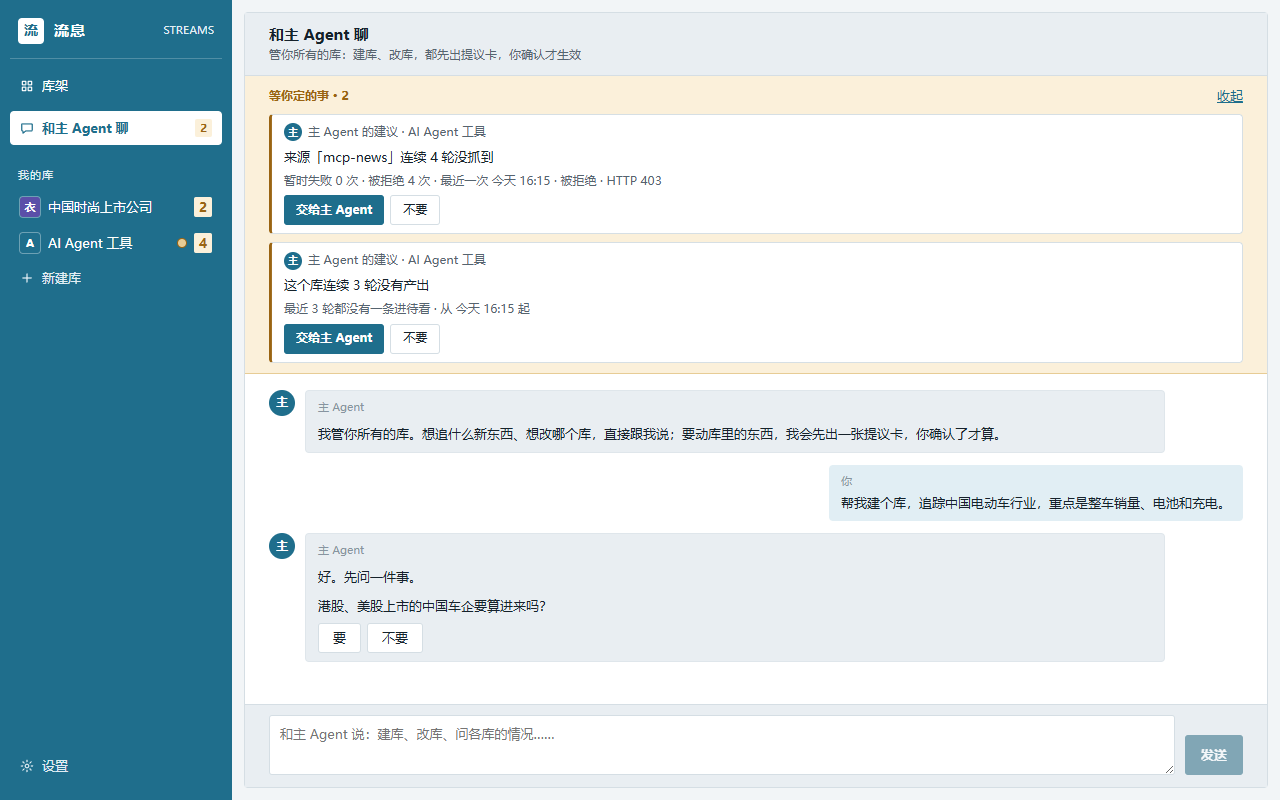 流 流息 STREAMS
库架
和主 Agent 聊 2
我的库
衣 中国时尚上市公司 2
A AI Agent 工具 4
新建库
设置
和主 Agent 聊
管你所有的库：建库、改库，都先出提议卡，你确认才生效
等你定的事 • 2 收起
主 主 Agent 的建议 · AI Agent 工具
来源「mcp-news」连续 4 轮没抓到
暂时失败 0 次 · 被拒绝 4 次 · 最近一次 今天 16:15 · 被拒绝 · HTTP 403
交给主 Agent 不要
主 主 Agent 的建议 · AI Agent 工具
这个库连续 3 轮没有产出
最近 3 轮都没有一条进待看 · 从 今天 16:15 起
交给主 Agent 不要
主 主 Agent
我管你所有的库。想追什么新东西、想改哪个库，直接跟我说；要动库里的东西，我会先出一张提议卡，你确认了才算。
你
帮我建个库，追踪中国电动车行业，重点是整车销量、电池和充电。
主 主 Agent
好。先问一件事。
港股、美股上市的中国车企要算进来吗？
要 不要
和主 Agent 说：建库、改库、问各库的情况……
发送